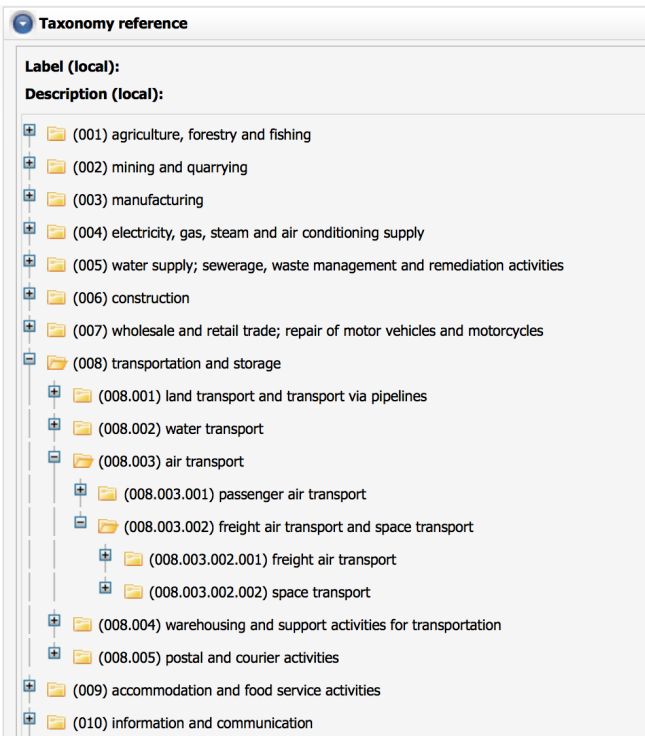 Taxonomy reference
Label (local):
Description (local):
(001) agriculture, forestry and fishing
(002) mining and quarrying
(003) manufacturing
(004) electricity, gas, steam and air conditioning supply
(005) water supply; sewerage, waste management and remediation activities
(006) construction
(007) wholesale and retail trade; repair of motor vehicles and motorcycles
(008) transportation and storage
(008.001) land transport and transport via pipelines
(008.002) water transport
(008.003) air transport
(008.003.001) passenger air transport
(008.003.002) freight air transport and space transport
(008.003.002.001) freight air transport
(008.003.002.002) space transport
(008.004) warehousing and support activities for transportation
(008.005) postal and courier activities
(009) accommodation and food service activities
(010) information and communication